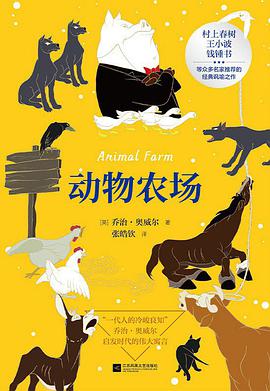 村上春树
王小波
钱锺书
等众多名家推荐的
经典讽喻之作
Animal Farm
动物农场
[英] 乔治·奥威尔 著
张皓钦 译
“一代人的冷峻良知”
乔治·奥威尔
启发时代的伟大寓言
江苏凤凰文艺出版社